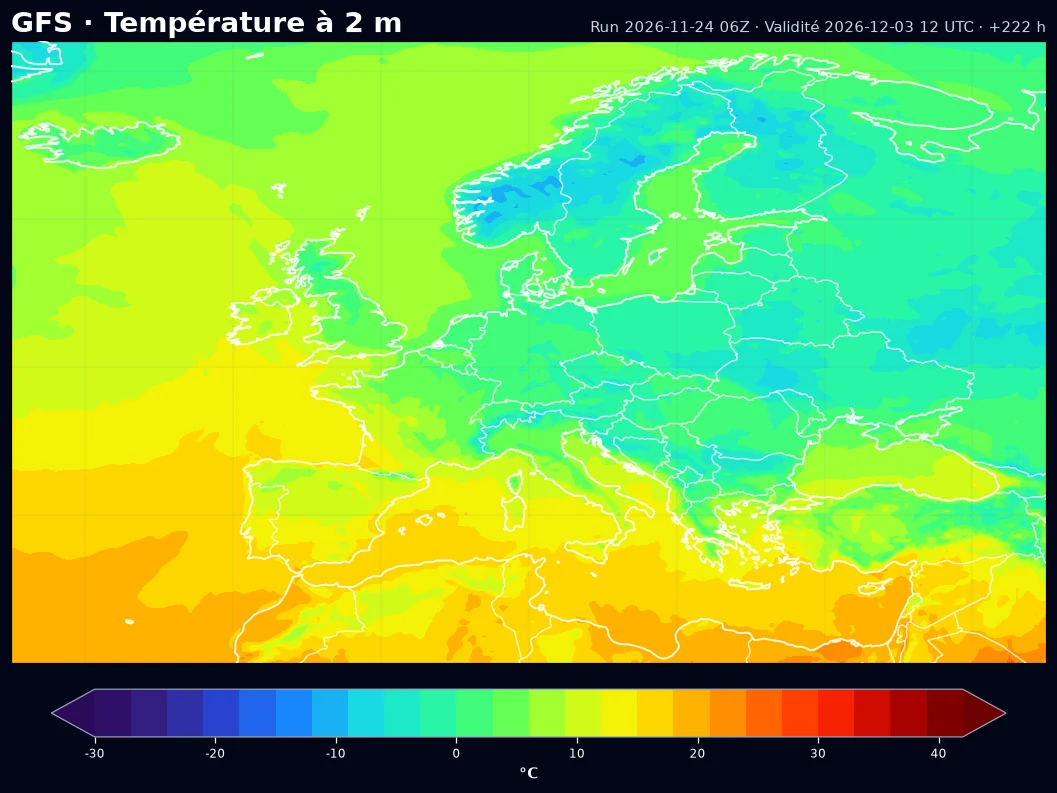 GFS · Température à 2 m
Run 2026-11-24 06Z · Validité 2026-12-03 12 UTC · +222 h
-30 -20 -10 0 10 20 30 40
°C